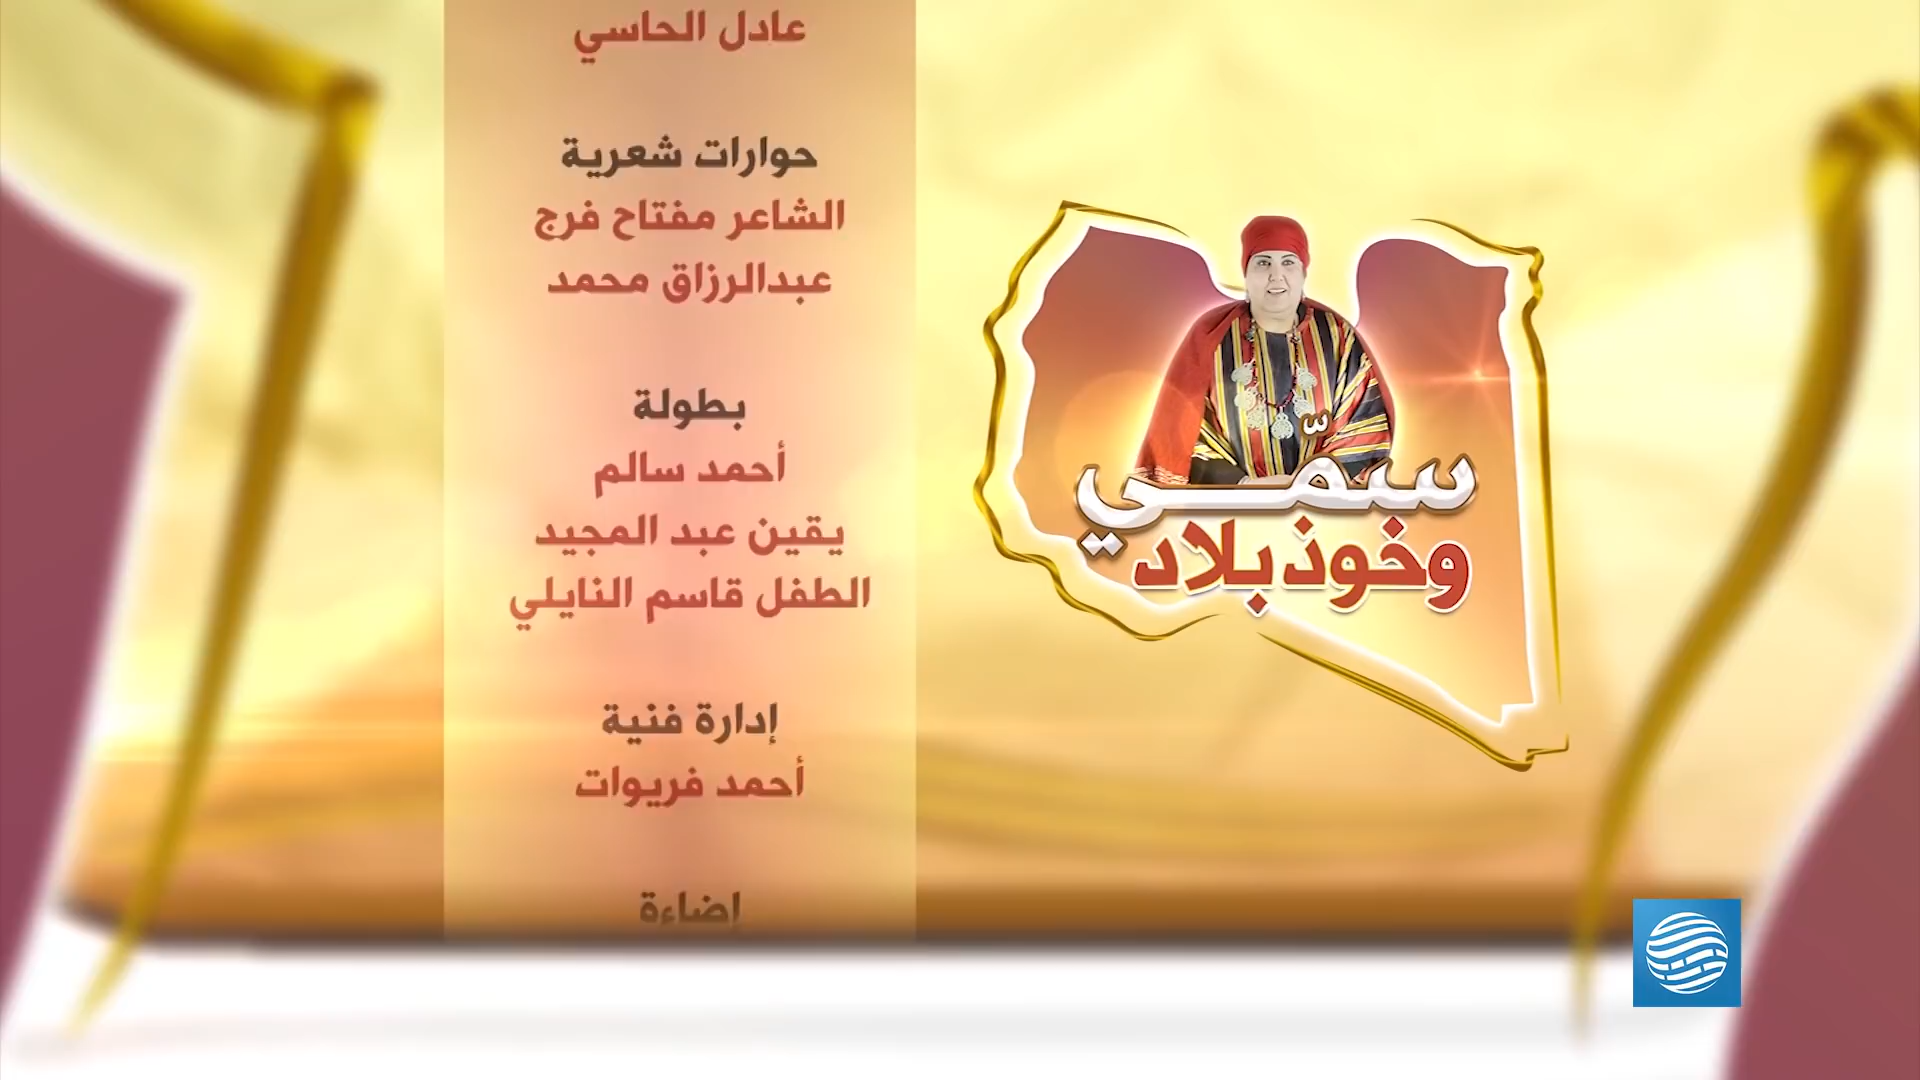 عادل الحاسي
حوارات شعرية
الشاعر مفتاح فرج
عبدالرزاق محمد
بطولة
أحمد سالم
يقين عبد المجيد
الطفل قاسم النايلي
إدارة فنية
أحمد فريوات
إضاءة
سمّي
وخوذّ بلاد